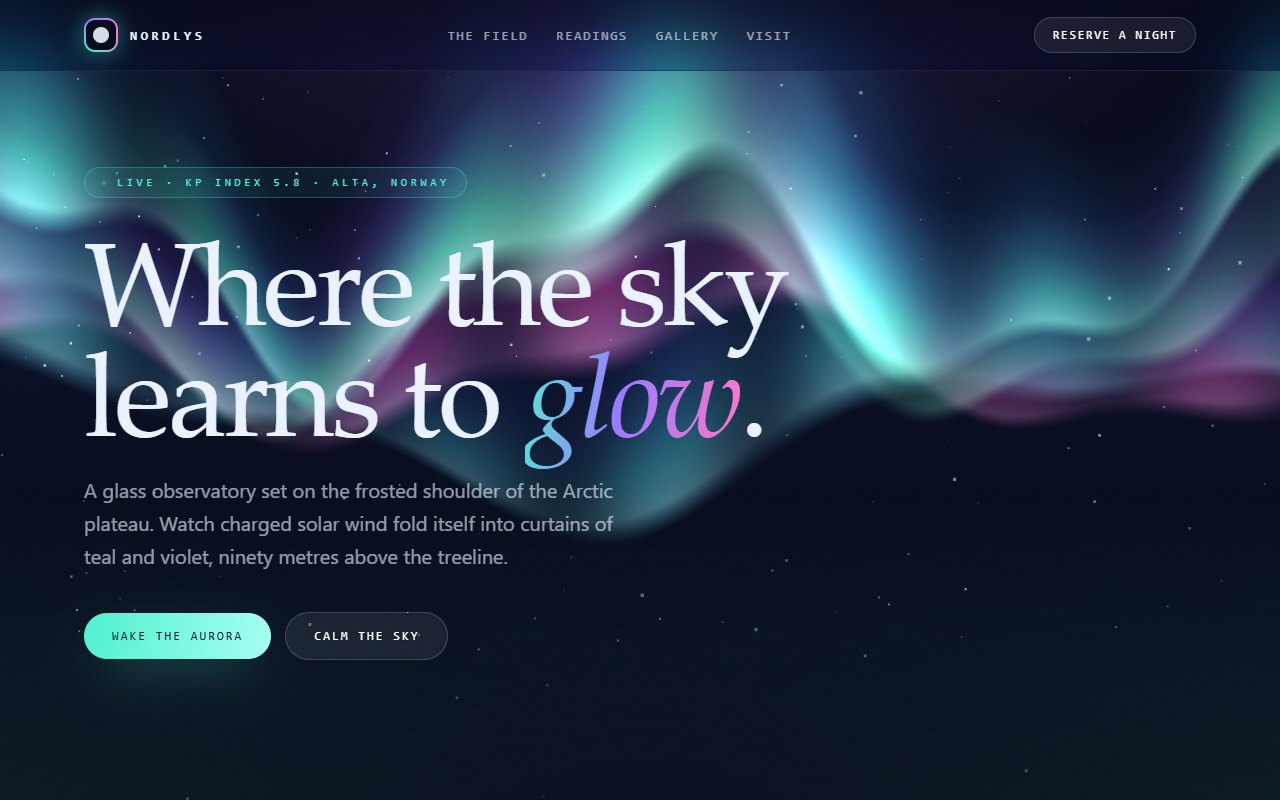 NORDLYS
THE FIELD READINGS GALLERY VISIT
RESERVE A NIGHT
LIVE · KP INDEX 5.8 · ALTA, NORWAY
Where the sky
learns to glow.
A glass observatory set on the frosted shoulder of the Arctic
plateau. Watch charged solar wind fold itself into curtains of
teal and violet, ninety metres above the treeline.
WAKE THE AURORA
CALM THE SKY